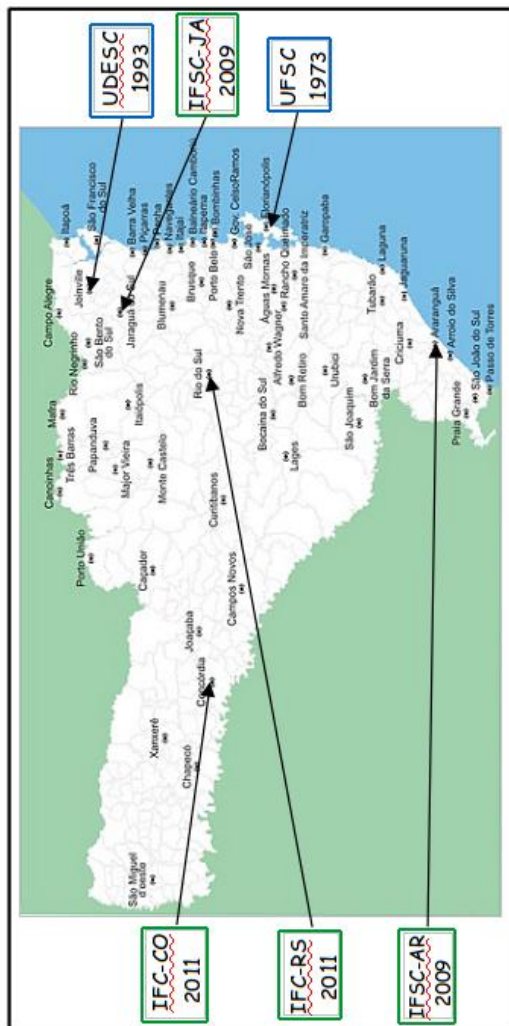 UDESC
1993
IFSC-JA
2009
UFSC
1973
IFC-CO
2011
IFC-RS
2011
IFSC-AR
2009
Campo Alegre
Itapoá
São Francisco
do Sul
Joinville
Rio Negrinho
São Bento
do Sul
Mafra
Canoinhas
Três Barras
Papanduva
Major Vieira
Monte Castelo
Itaiópolis
Porto União
Caçador
Jaraguá do Sul
Barra Velha
Piçarras
Penha
Navegantes
Itajaí
Balneário Camboriú
Itapema
Bombinhas
Porto Belo
Brusque
Blumenau
Gov. CelsoRamos
Nova Trento
São José
Florianópolis
Águas Mornas
Rancho Queimado
Santo Amaro da Imperatriz
Alfredo Wagner
Bom Retiro
Rio do Sul
Bocaina do Sul
Lages
Curitibanos
Campos Novos
Joaçaba
Concórdia
Xanxerê
Chapecó
São Miguel
d'oeste
Garopaba
Urubici
São Joaquim
Bom Jardim
da Serra
Tubarão
Laguna
Jaguaruna
Criciuma
Araranguá
Arroio do Silva
Praia Grande
São João do Sul
Passo de Torres